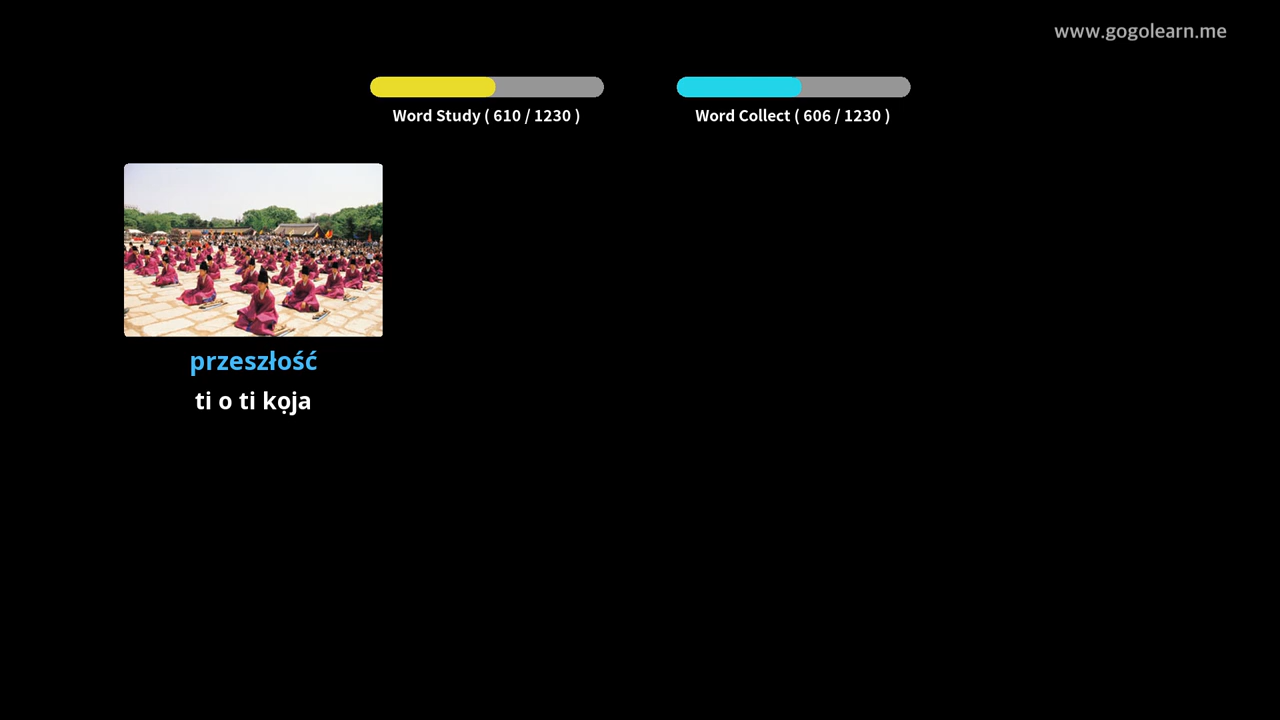 www.gogolearn.me
Word Study ( 610 / 1230 )
Word Collect ( 606 / 1230 )
przeszłość
ti o ti kọja